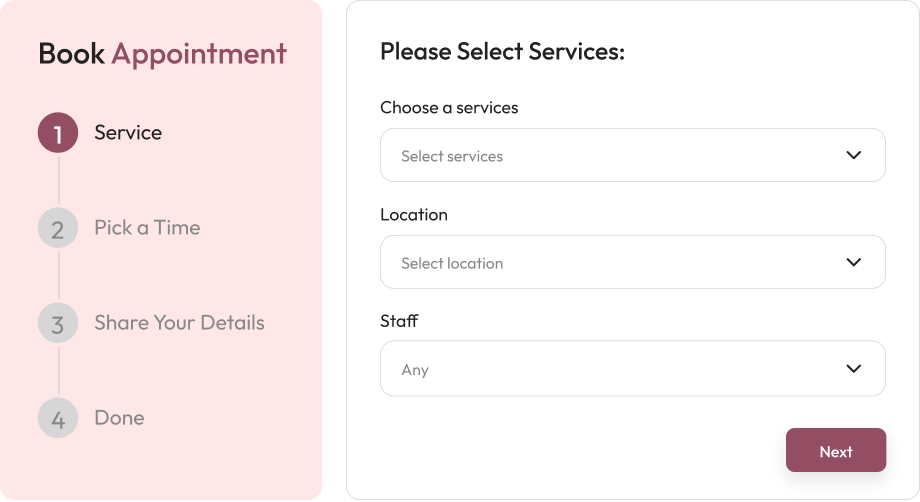 Book Appointment
1
Service
2
Pick a Time
3
Share Your Details
4
Done
Please Select Services:
Choose a services
Select services
Location
Select location
Staff
Any
Next